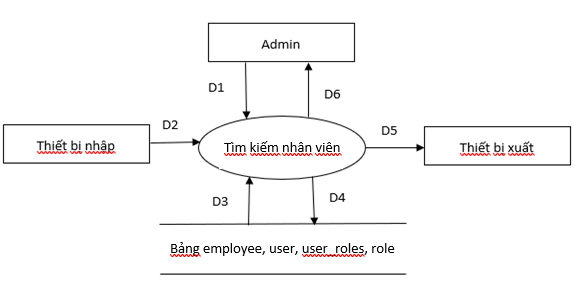 Admin
D1
D6
D2
D5
Thiết bị nhập
Tìm kiếm nhân viên
Thiết bị xuất
D3
D4
Bảng employee, user, user_roles, role